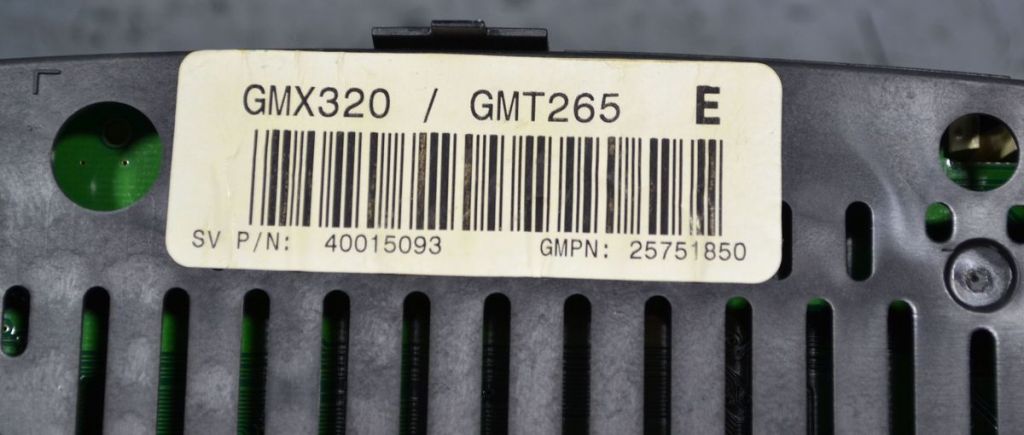 GMX320 / GMT265 E
SV P/N: 40015093 GMPN: 25751850